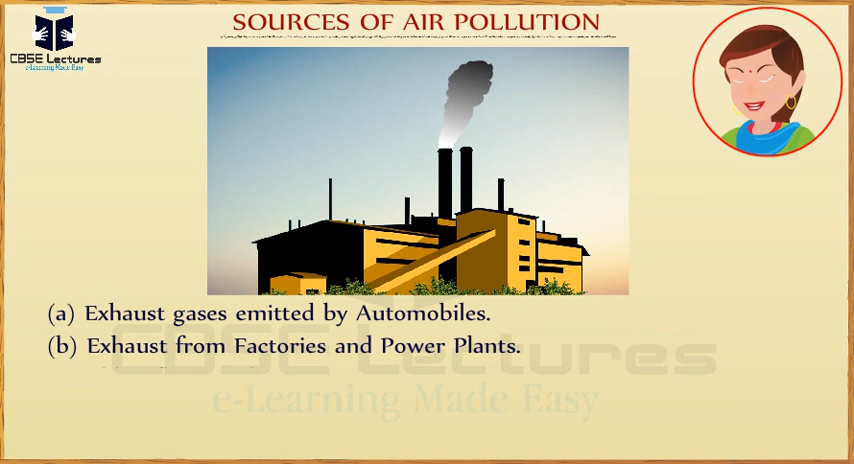 SOURCES OF AIR POLLUTION
CBSE Lectures
e-Learning Made Easy
(a) Exhaust gases emitted by Automobiles.
(b) Exhaust from Factories and Power Plants.
CBSE Lectures
e-Learning Made Easy